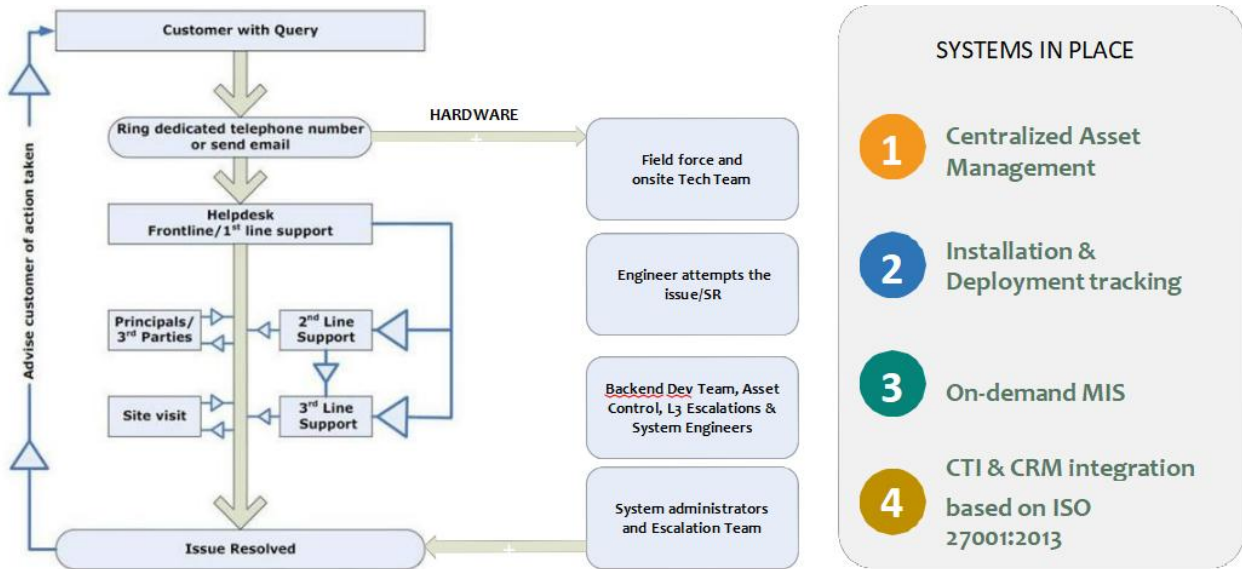 Customer with Query
Ring dedicated telephone number
or send email
HARDWARE
Helpdesk
Frontline/1st line support
Principals/
3rd Parties
2nd Line
Support
Site visit
3rd Line
Support
Issue Resolved
Advise customer of action taken
Field force and
onsite Tech Team
Engineer attempts the
issue/SR
Backend Dev Team, Asset
Control, L3 Escalations &
System Engineers
System administrators
and Escalation Team
SYSTEMS IN PLACE
1
Centralized Asset
Management
2
Installation &
Deployment tracking
3
On-demand MIS
4
CTI & CRM integration
based on ISO
27001:2013